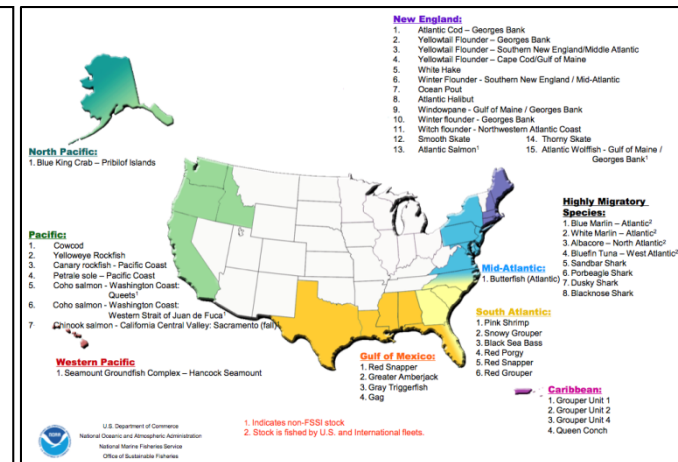 New England:
1. Atlantic Cod – Georges Bank
2. Yellowtail Flounder – Georges Bank
3. Yellowtail Flounder – Southern New England/Middle Atlantic
4. Yellowtail Flounder – Cape Cod/Gulf of Maine
5. White Hake
6. Winter Flounder - Southern New England / Mid-Atlantic
7. Ocean Pout
8. Atlantic Halibut
9. Windowpane - Gulf of Maine / Georges Bank
10. Winter flounder - Georges Bank
11. Witch flounder - Northwestern Atlantic Coast
12. Smooth Skate 14. Thorny Skate
13. Atlantic Salmon¹ 15. Atlantic Wolffish - Gulf of Maine /
Georges Bank¹
North Pacific:
1. Blue King Crab – Pribilof Islands
Highly Migratory
Species:
1. Blue Marlin – Atlantic²
2. White Marlin – Atlantic²
3. Albacore – North Atlantic²
4. Bluefin Tuna – West Atlantic²
5. Sandbar Shark
6. Porbeagle Shark
7. Dusky Shark
8. Blacknose Shark
Pacific:
1. Cowcod
2. Yelloweye Rockfish
3. Canary rockfish - Pacific Coast
4. Petrale sole – Pacific Coast
5. Coho salmon - Washington Coast:
Queets¹
6. Coho salmon - Washington Coast:
Western Strait of Juan de Fuca¹
7 Chinook salmon - California Central Valley: Sacramento (fall)¹
Mid-Atlantic:
1. Butterfish (Atlantic)
South Atlantic:
1. Pink Shrimp
2. Snowy Grouper
3. Black Sea Bass
4. Red Porgy
5. Red Snapper
6. Red Grouper
Western Pacific
1. Seamount Groundfish Complex – Hancock Seamount
Gulf of Mexico:
1. Red Snapper
2. Greater Amberjack
3. Gray Triggerfish
4. Gag
Caribbean:
1. Grouper Unit 1
2. Grouper Unit 2
3. Grouper Unit 4
4. Queen Conch
1. Indicates non-FSSI stock
2. Stock is fished by U.S. and International fleets.
NOAA
U.S. Department of Commerce
National Oceanic and Atmospheric Administration
National Marine Fisheries Service
Office of Sustainable Fisheries